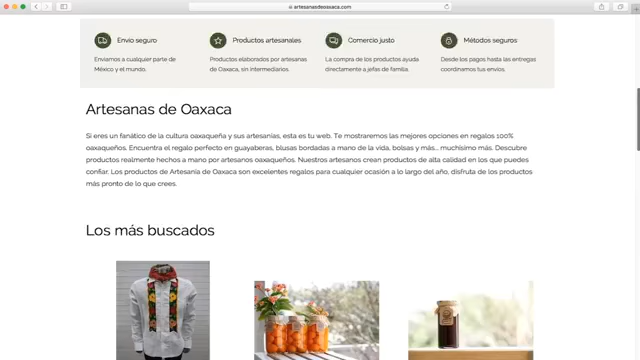 artesanasdeoaxaca.com
Envío seguro
Productos artesanales
Comercio justo
Métodos seguros
Enviamos a cualquier parte de
México y el mundo.
Productos elaborados por artesanas
de Oaxaca, sin intermediarios.
La compra de los productos ayuda
directamente a jefas de familia.
Desde los pagos hasta las entregas
coordinamos tus envíos.
Artesanas de Oaxaca
Si eres un fanático de la cultura oaxaqueña y sus artesanías, esta es tu web. Te mostraremos las mejores opciones en regalos 100%
oaxaqueños. Encuentra el regalo perfecto en guayaberas, blusas bordadas a mano de la vida, bolsas y más... muchísimo más. Descubre
productos realmente hechos a mano por artesanos oaxaqueños. Nuestros artesanos crean productos de alta calidad en los que puedes
confiar. Los productos de Artesanía de Oaxaca son excelentes regalos para cualquier ocasión a lo largo del año, disfruta de los productos
más pronto de lo que crees.
Los más buscados